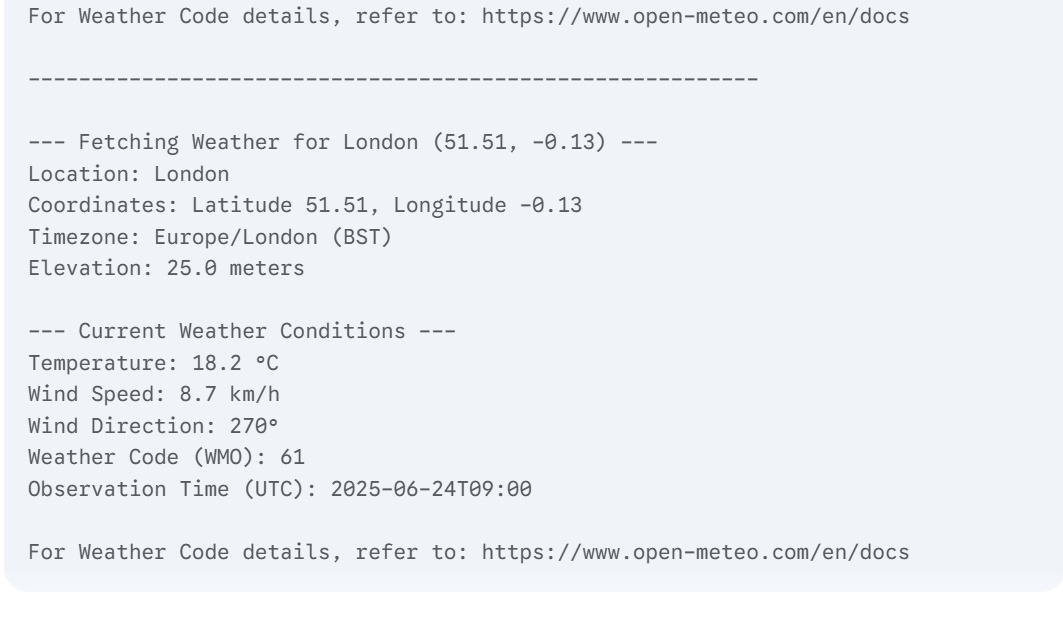 For Weather Code details, refer to: https://www.open-meteo.com/en/docs
----------------------------------------------------------
--- Fetching Weather for London (51.51, -0.13) ---
Location: London
Coordinates: Latitude 51.51, Longitude -0.13
Timezone: Europe/London (BST)
Elevation: 25.0 meters
--- Current Weather Conditions ---
Temperature: 18.2 °C
Wind Speed: 8.7 km/h
Wind Direction: 270°
Weather Code (WMO): 61
Observation Time (UTC): 2025-06-24T09:00
For Weather Code details, refer to: https://www.open-meteo.com/en/docs